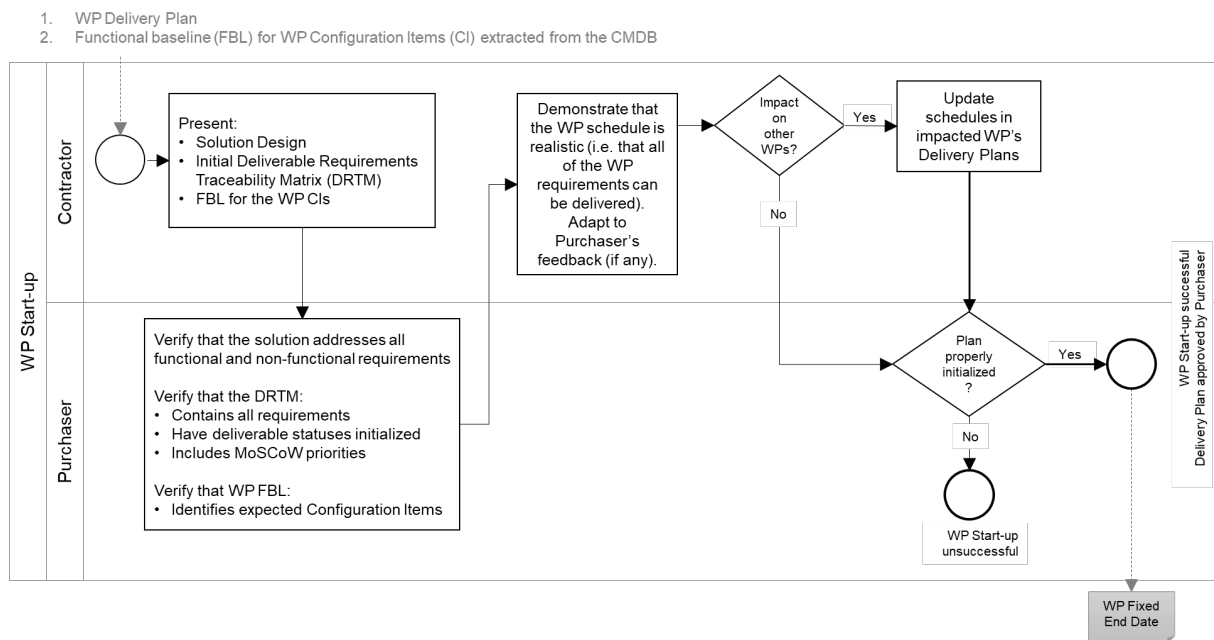 1. WP Delivery Plan
2. Functional baseline (FBL) for WP Configuration Items (CI) extracted from the CMDB
WP Start-up
Contractor
Present:
• Solution Design
• Initial Deliverable Requirements
Traceability Matrix (DRTM)
• FBL for the WP CIs
Demonstrate that
the WP schedule is
realistic (i.e. that all
of the WP
requirements can
be delivered).
Adapt to
Purchaser's
feedback (if any).
Impact
on
other
WPs?
Yes
No
Update
schedules in
impacted WP's
Delivery Plans
Purchaser
Verify that the solution addresses all
functional and non-functional requirements
Verify that the DRTM:
• Contains all requirements
• Have deliverable statuses initialized
• Includes MoSCoW priorities
Verify that WP FBL:
• Identifies expected Configuration Items
Plan
properly
initialized
?
Yes
No
WP Start-up
unsuccessful
WP Start-up successful
Delivery Plan approved by Purchaser
WP Fixed
End Date